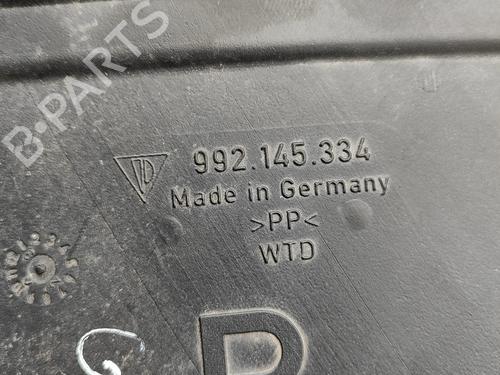 B-PARTS
992.145.334
Made in Germany
>PP<
WTD
R